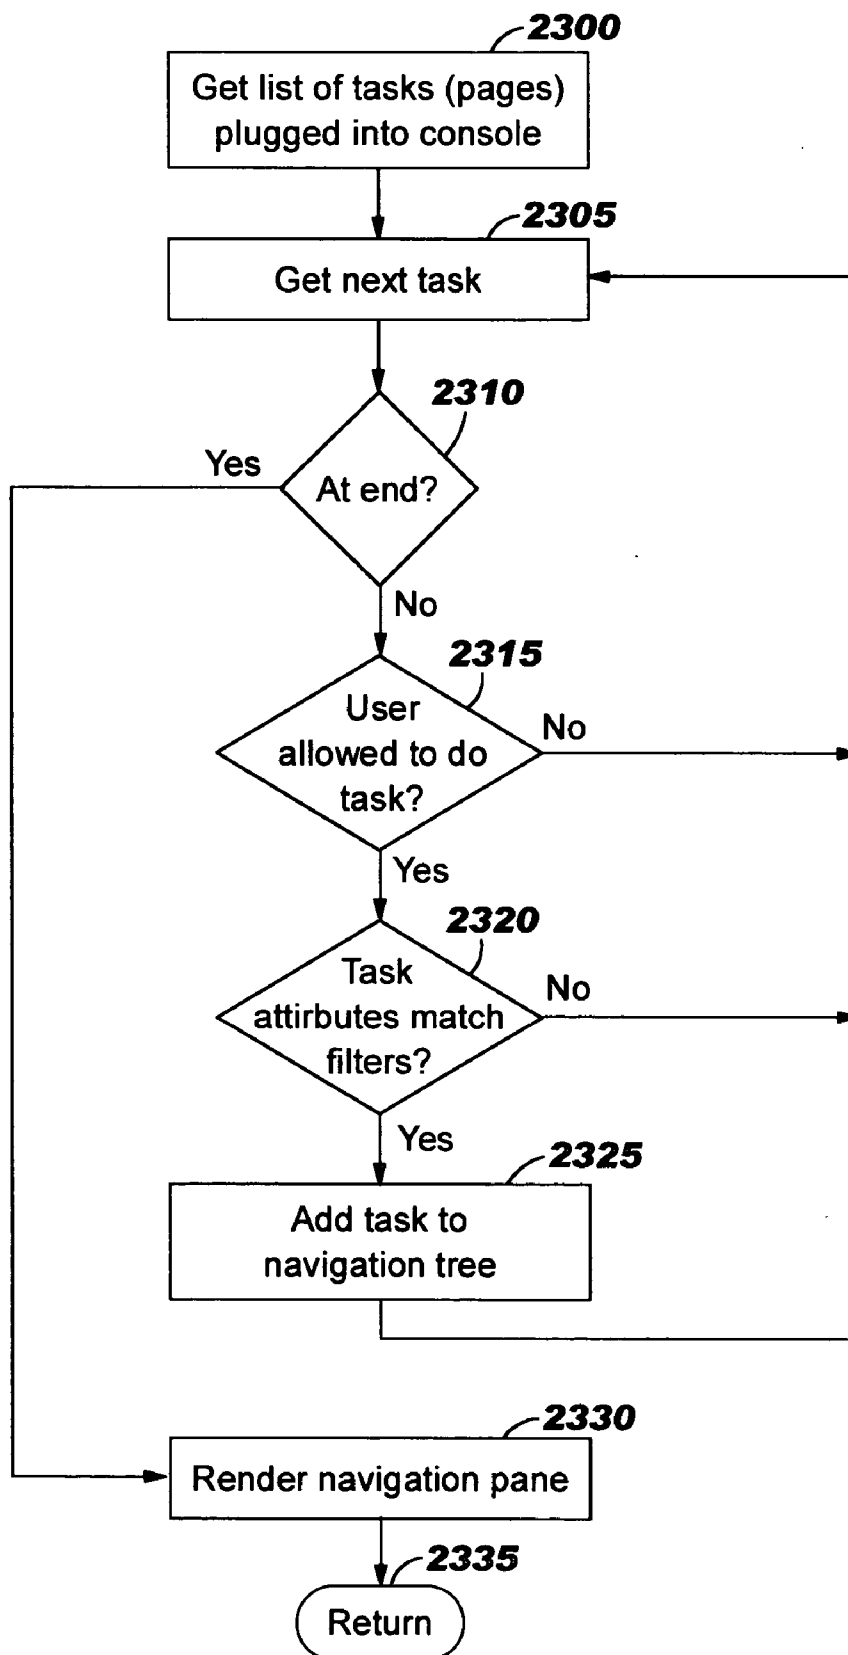 2300
Get list of tasks (pages)
plugged into console
2305
Get next task
2310
Yes
At end?
No
2315
User
allowed to do
task?
No
Yes
2320
Task
attirbutes match
filters?
No
Yes
2325
Add task to
navigation tree
2330
Render navigation pane
2335
Return